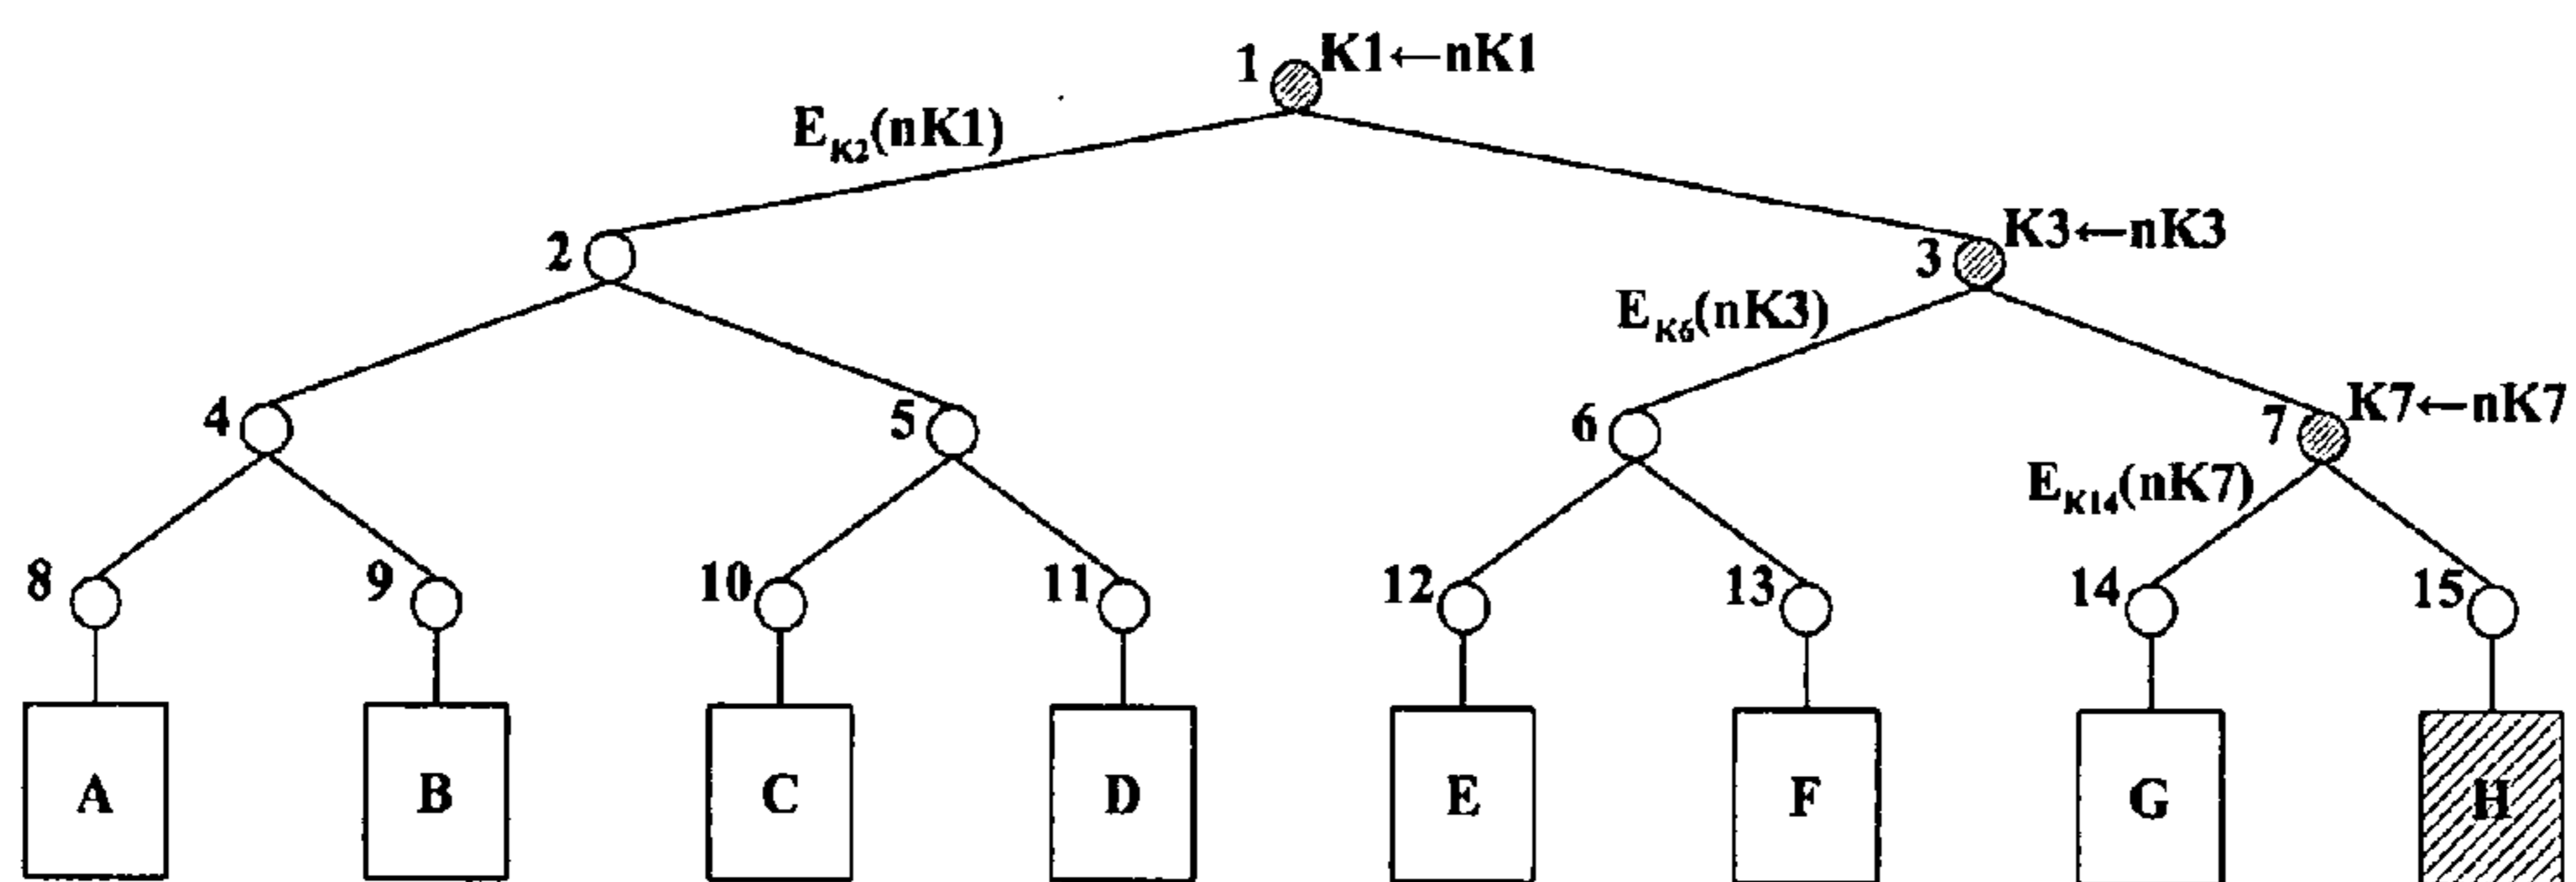 1 K1←nK1
E_K2(nK1)
2 3 K3←nK3
E_K6(nK3)
4 5 6 7 K7←nK7
E_K14(nK7)
8 9 10 11 12 13 14 15
A B C D E F G H